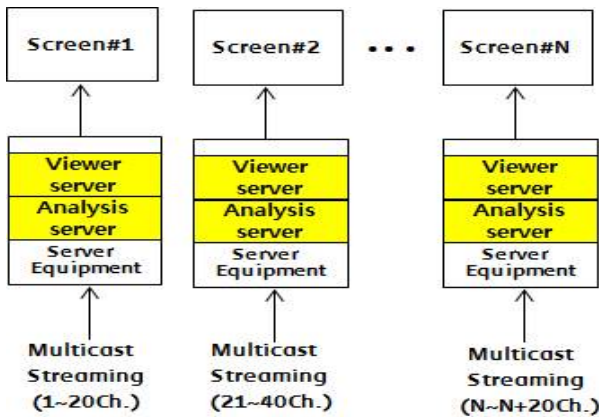 Screen#1
Screen#2
• • •
Screen#N
Viewer
server
Analysis
server
Server
Equipment
Multicast
Streaming
(1~20Ch.)
Viewer
server
Analysis
server
Server
Equipment
Multicast
Streaming
(21~40Ch.)
Viewer
server
Analysis
server
Server
Equipment
Multicast
Streaming
(N~N+20Ch.)